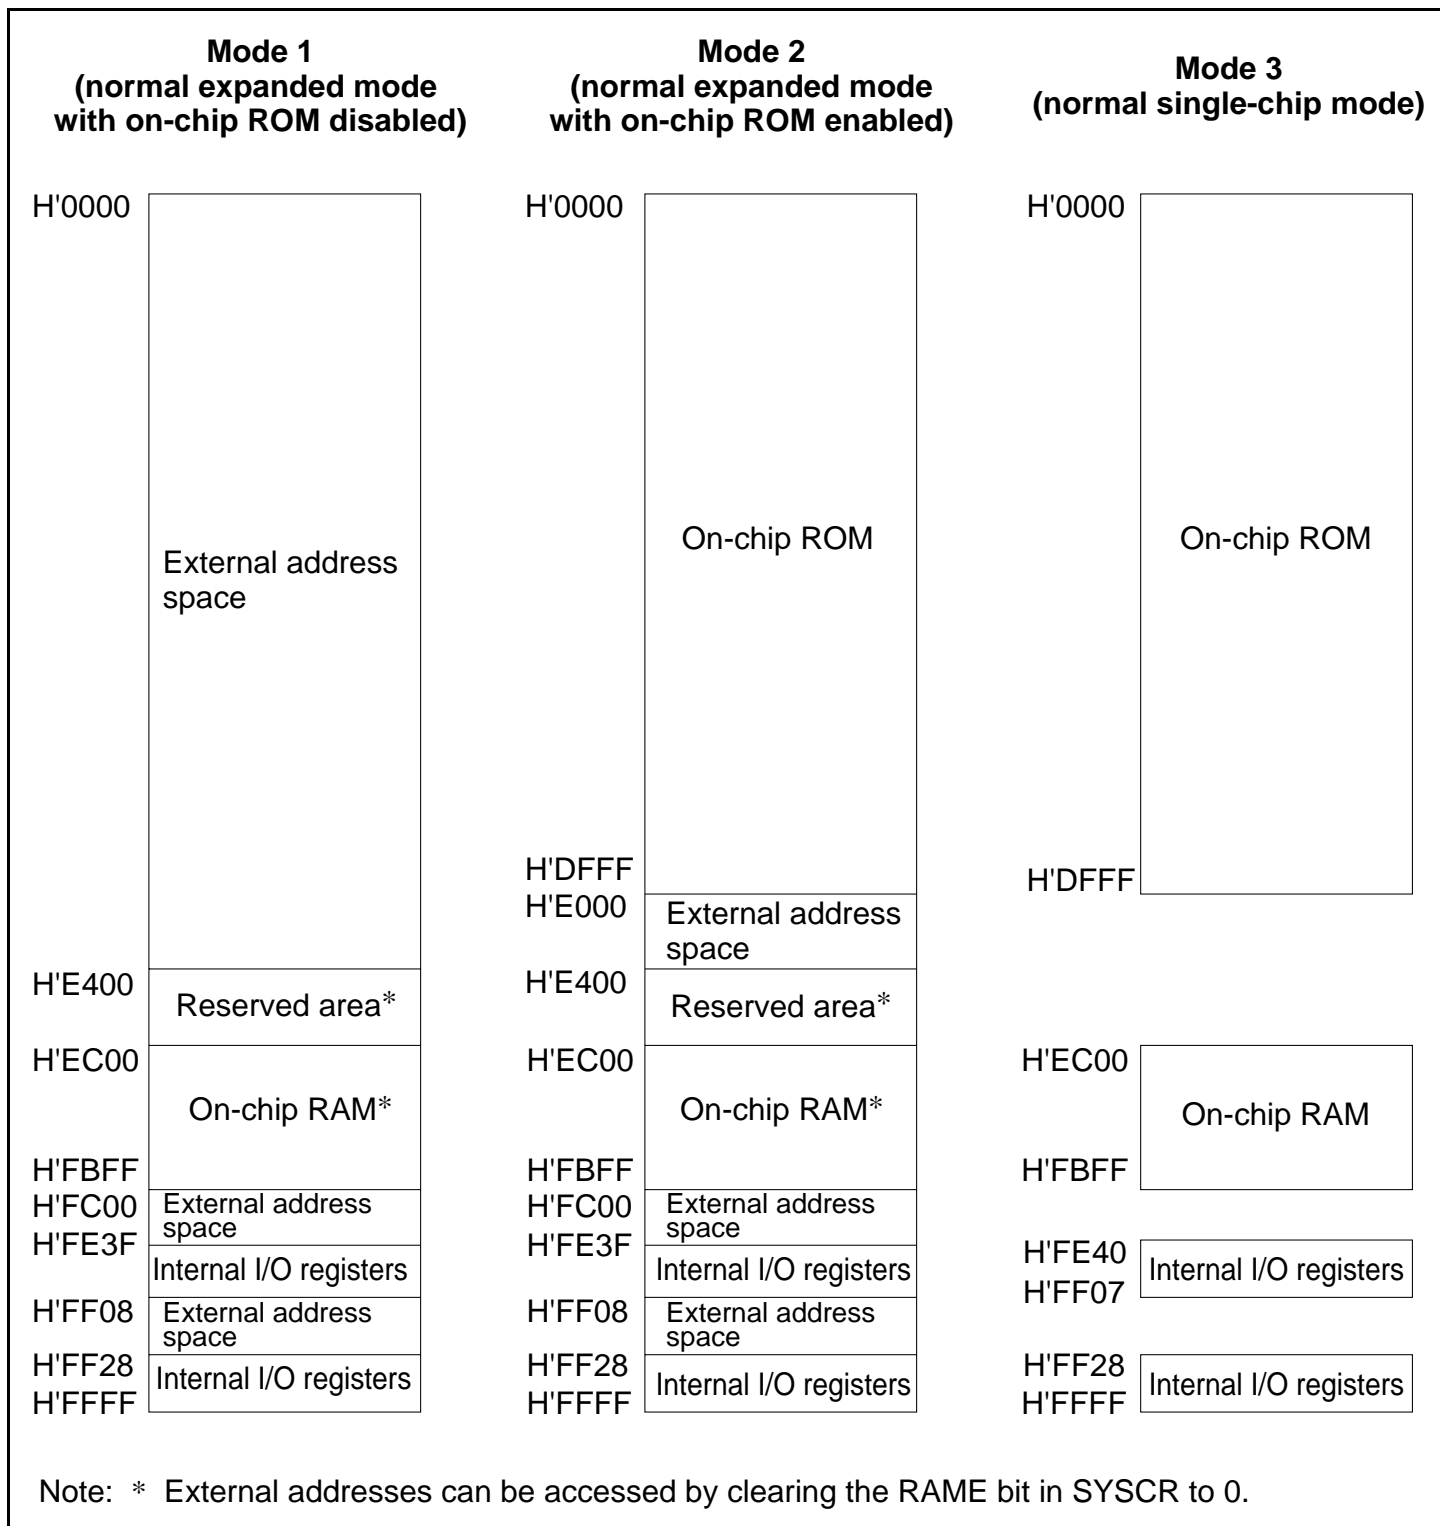 Mode 1
(normal expanded mode
with on-chip ROM disabled)
H'0000
External address
space
H'E400
Reserved area*
H'EC00
On-chip RAM*
H'FBFF
H'FC00
External address
space
H'FE3F
Internal I/O registers
H'FF08
External address
space
H'FF28
Internal I/O registers
H'FFFF
Mode 2
(normal expanded mode
with on-chip ROM enabled)
H'0000
On-chip ROM
H'DFFF
H'E000
External address
space
H'E400
Reserved area*
H'EC00
On-chip RAM*
H'FBFF
H'FC00
External address
space
H'FE3F
Internal I/O registers
H'FF08
External address
space
H'FF28
Internal I/O registers
H'FFFF
Mode 3
(normal single-chip mode)
H'0000
On-chip ROM
H'DFFF
H'EC00
On-chip RAM
H'FBFF
H'FE40
Internal I/O registers
H'FF07
H'FF28
Internal I/O registers
H'FFFF
Note: * External addresses can be accessed by clearing the RAME bit in SYSCR to 0.